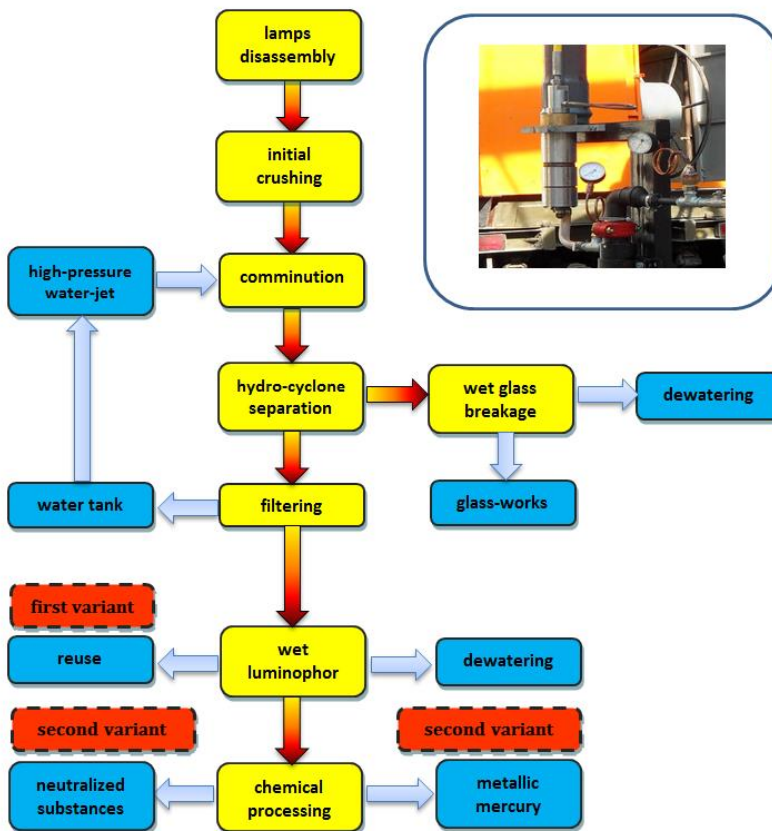 lamps
disassembly
initial
crushing
high-pressure
water-jet
comminution
hydro-cyclone
separation
wet glass
breakage
dewatering
water tank
filtering
glass-works
first variant
reuse
wet
luminophor
dewatering
second variant
second variant
neutralized
substances
chemical
processing
metallic
mercury